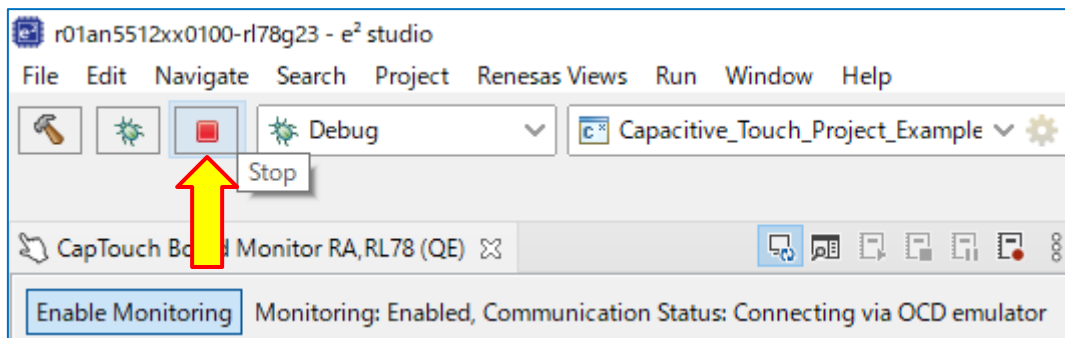 r01an5512xx0100-rl78g23 - e² studio
File Edit Navigate Search Project Renesas Views Run Window Help
Debug Capacitive_Touch_Project_Example
Stop
CapTouch Board Monitor RA,RL78 (QE)
Enable Monitoring Monitoring: Enabled, Communication Status: Connecting via OCD emulator